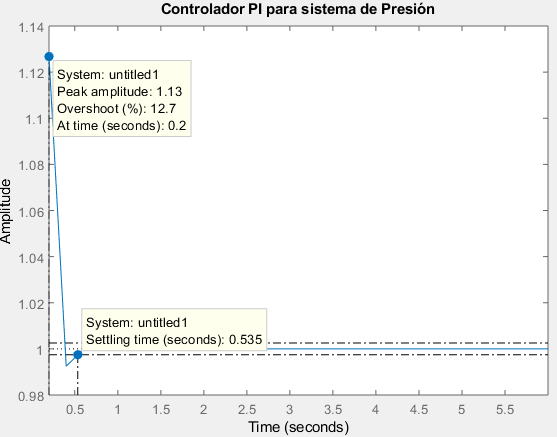 Controlador PI para sistema de Presión
1.14
1.12
1.1
1.08
1.06
1.04
1.02
1
0.98
Amplitude
System: untitled1
Peak amplitude: 1.13
Overshoot (%): 12.7
At time (seconds): 0.2
System: untitled1
Settling time (seconds): 0.535
0.5 1 1.5 2 2.5 3 3.5 4 4.5 5 5.5
Time (seconds)